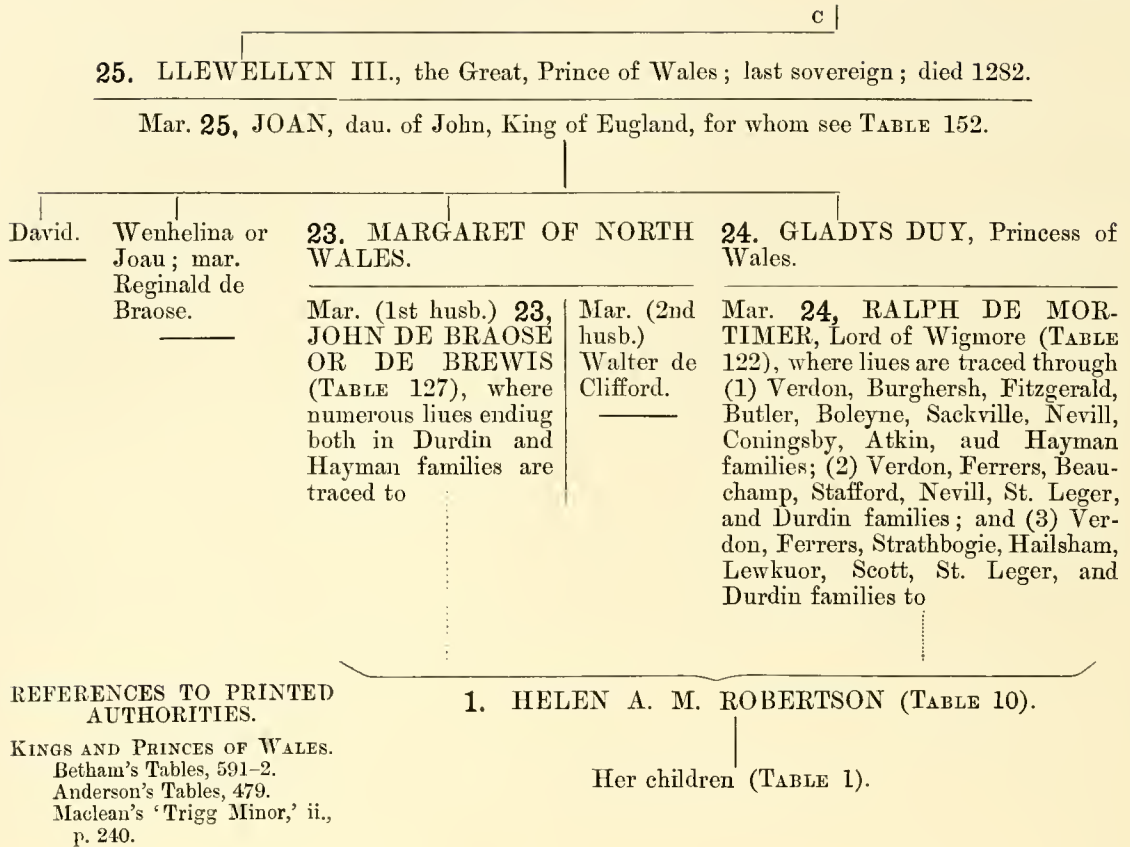 C
25. LLEWELLYN III., the Great, Prince of Wales; last sovereign; died 1282.
Mar. 25, JOAN, dau. of John, King of Eugland, for whom see TABLE 152.
David.
Wenhelina or
Joau; mar.
Reginald de
Braose.
23. MARGARET OF NORTH
WALES.
Mar. (1st husb.) 23,
JOHN DE BRAOSE
OR DE BREWIS
(TABLE 127), where
numerous liues endiug
both in Durdin and
Hayman families are
traced to
Mar. (2nd
husb.)
Walter de
Clifford.
24. GLADYS DUY, Princess of
Wales.
Mar. 24, RALPH DE MOR-
TIMER, Lord of Wigmore (TABLE
122), where liues are traced through
(1) Verdon, Burghersh, Fitzgerald,
Butler, Boleyne, Sackville, Nevill,
Coningsby, Atkin, aud Hayman
families; (2) Verdon, Ferrers, Beau-
champ, Stafford, Nevill, St. Leger,
and Durdin families; and (3) Ver-
don, Ferrers, Strathbogie, Hailsham,
Lewkuor, Scott, St. Leger, and
Durdin families to
1. HELEN A. M. ROBERTSON (TABLE 10).
Her children (TABLE 1).
REFERENCES TO PRINTED
AUTHORITIES.
KINGS AND PRINCES OF WALES.
Betham's Tables, 591-2.
Anderson's Tables, 479.
Maclean's 'Trigg Minor,' ii.,
p. 240.